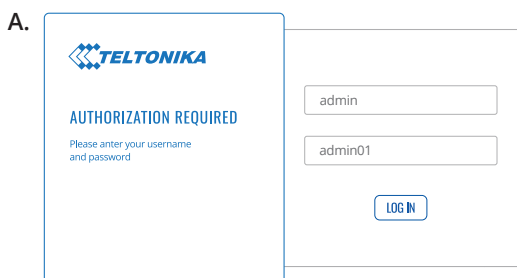 A.
TELTONIKA
AUTHORIZATION REQUIRED
Please anter your username
and password
admin
admin01
LOG IN